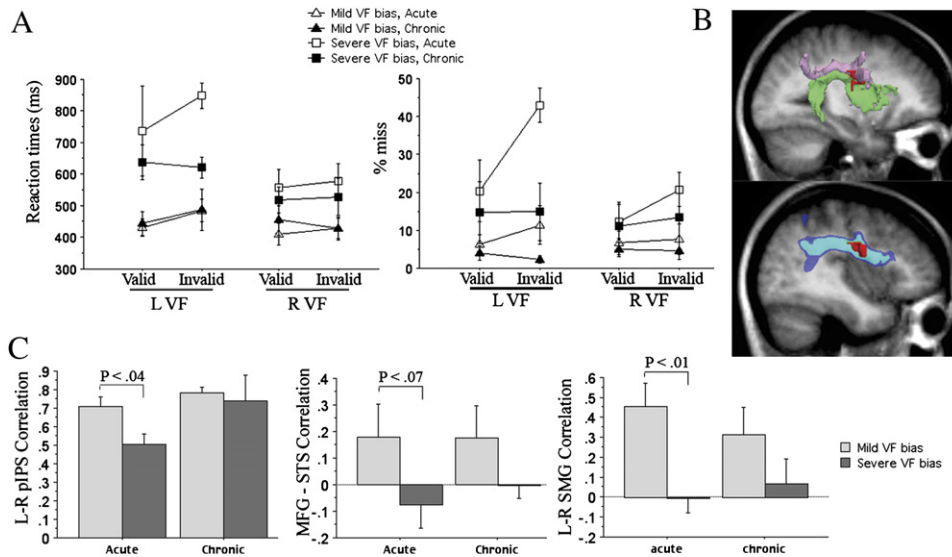 A
Mild VF bias, Acute
Mild VF bias, Chronic
Severe VF bias, Acute
Severe VF bias, Chronic
B
Reaction times (ms)
900
800
700
600
500
400
300
Valid Invalid Valid Invalid
L VF R VF
% miss
50
40
30
20
10
0
Valid Invalid Valid Invalid
L VF R VF
C
L-R pIPS Correlation
.9
.8
.7
.6
.5
.4
.3
.2
.1
0
P < .04
Acute Chronic
MFG - STS Correlation
.4
.3
.2
.1
0
-.1
-.2
P < .07
Acute Chronic
L-R SMG Correlation
.6
.5
.4
.3
.2
.1
0
-.1
-.2
P < .01
acute chronic
Mild VF bias
Severe VF bias